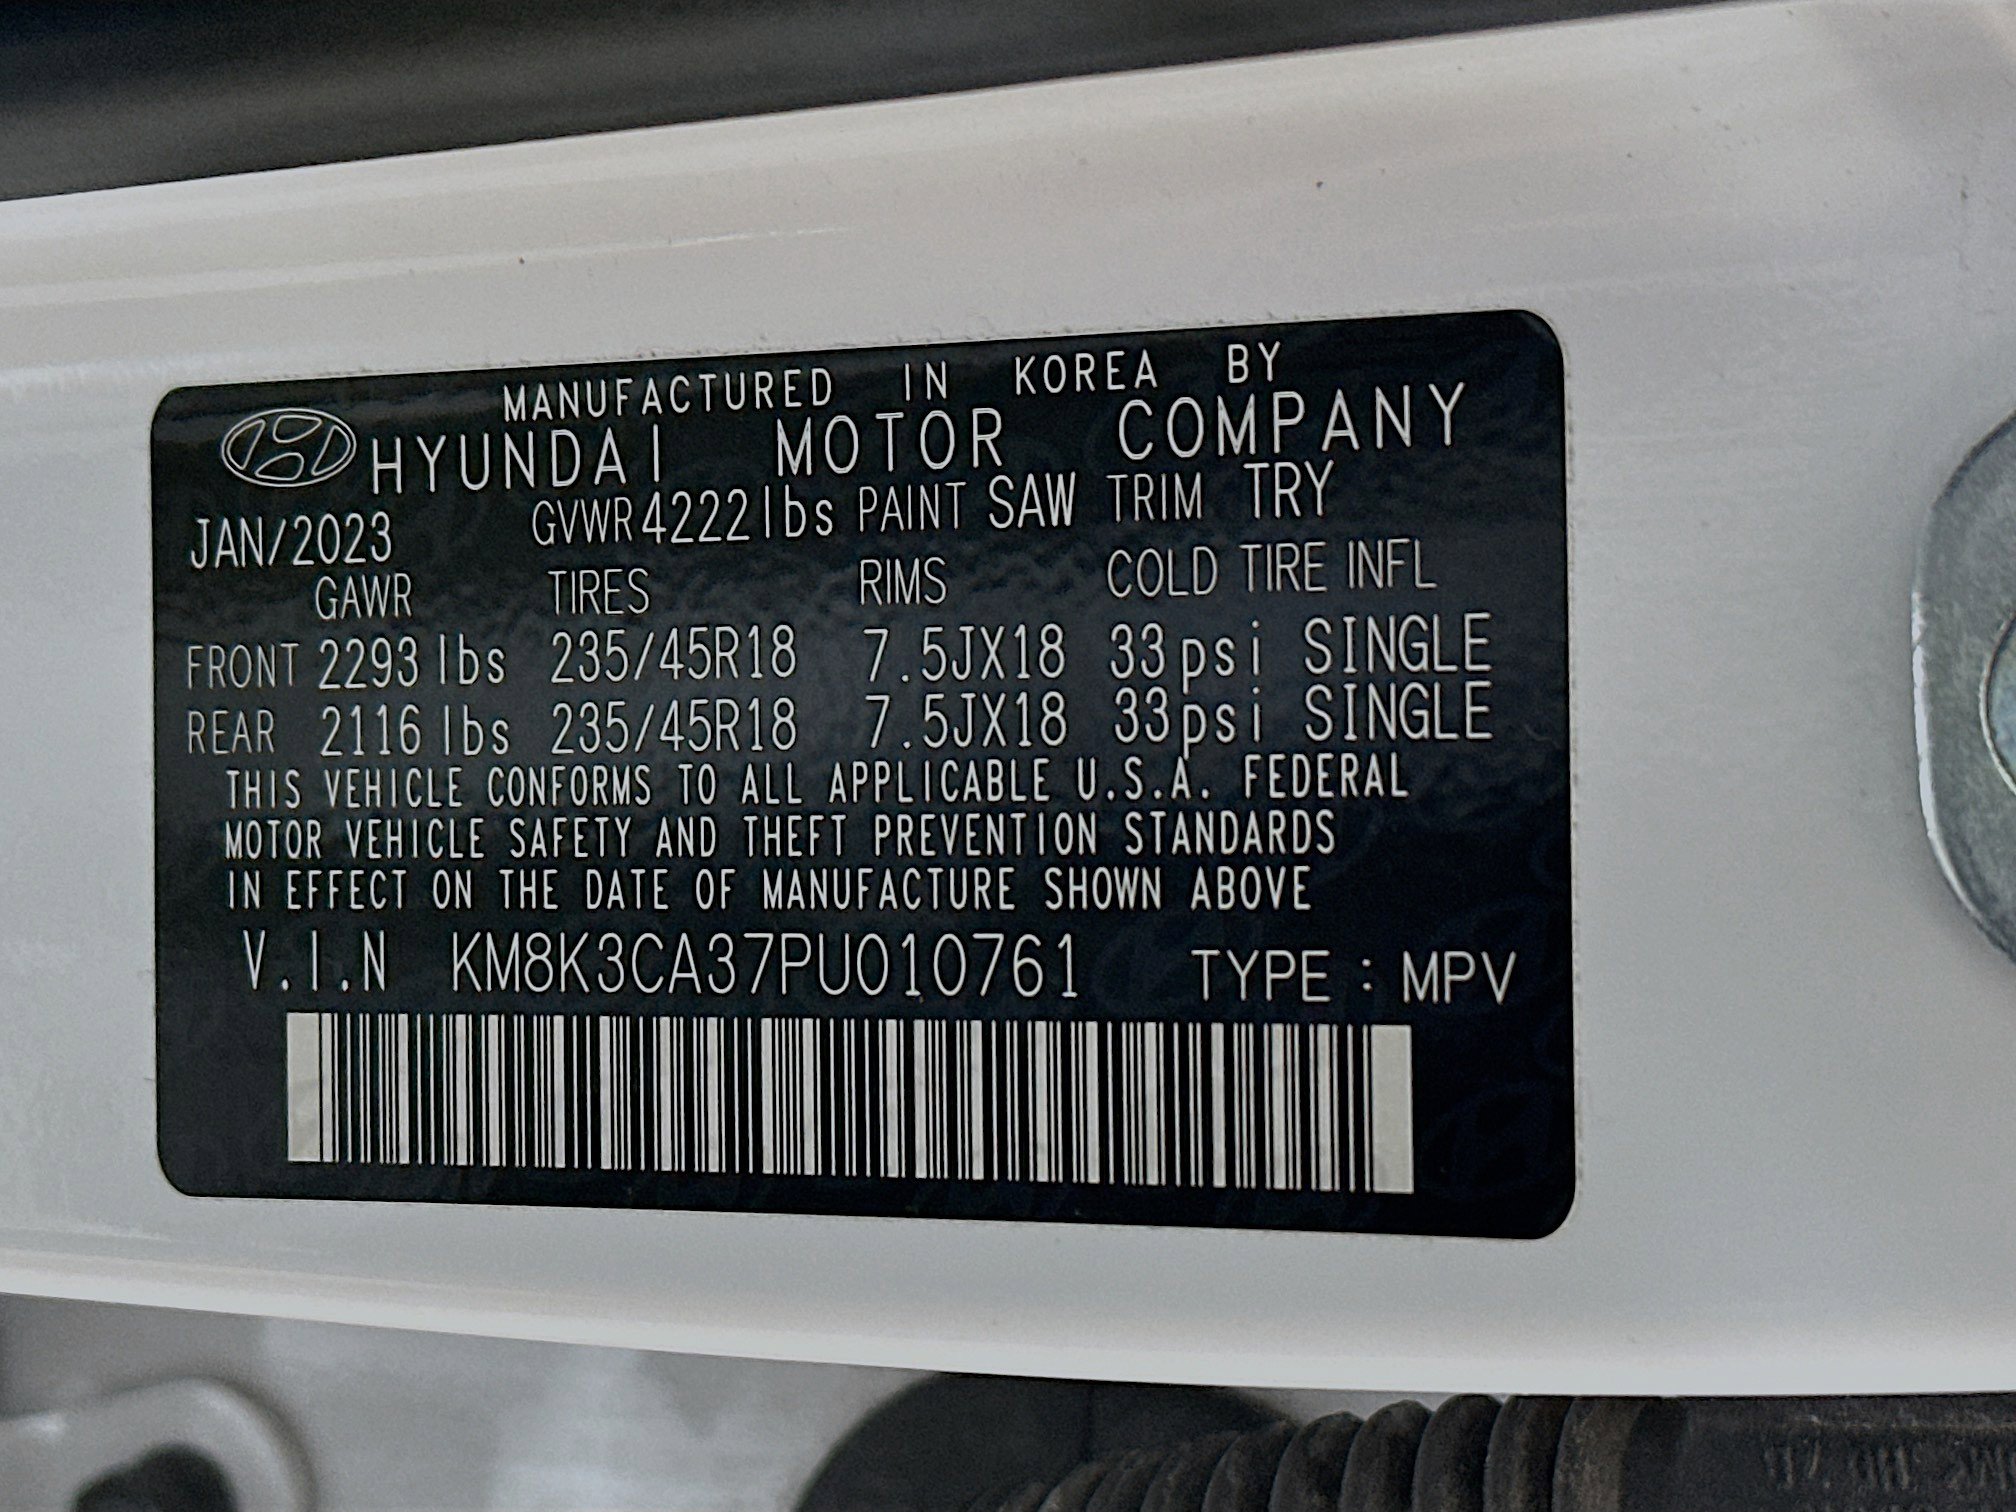 MANUFACTURED IN KOREA BY
HYUNDAI MOTOR COMPANY
JAN/2023 GVWR 4222 lbs PAINT SAW TRIM TRY
GAWR TIRES RIMS COLD TIRE INFL
FRONT 2293 lbs 235/45R18 7.5JX18 33psi SINGLE
REAR 2116 lbs 235/45R18 7.5JX18 33psi SINGLE
THIS VEHICLE CONFORMS TO ALL APPLICABLE U.S.A. FEDERAL
MOTOR VEHICLE SAFETY AND THEFT PREVENTION STANDARDS
IN EFFECT ON THE DATE OF MANUFACTURE SHOWN ABOVE
V.I.N KM8K3CA37PU010761 TYPE : MPV